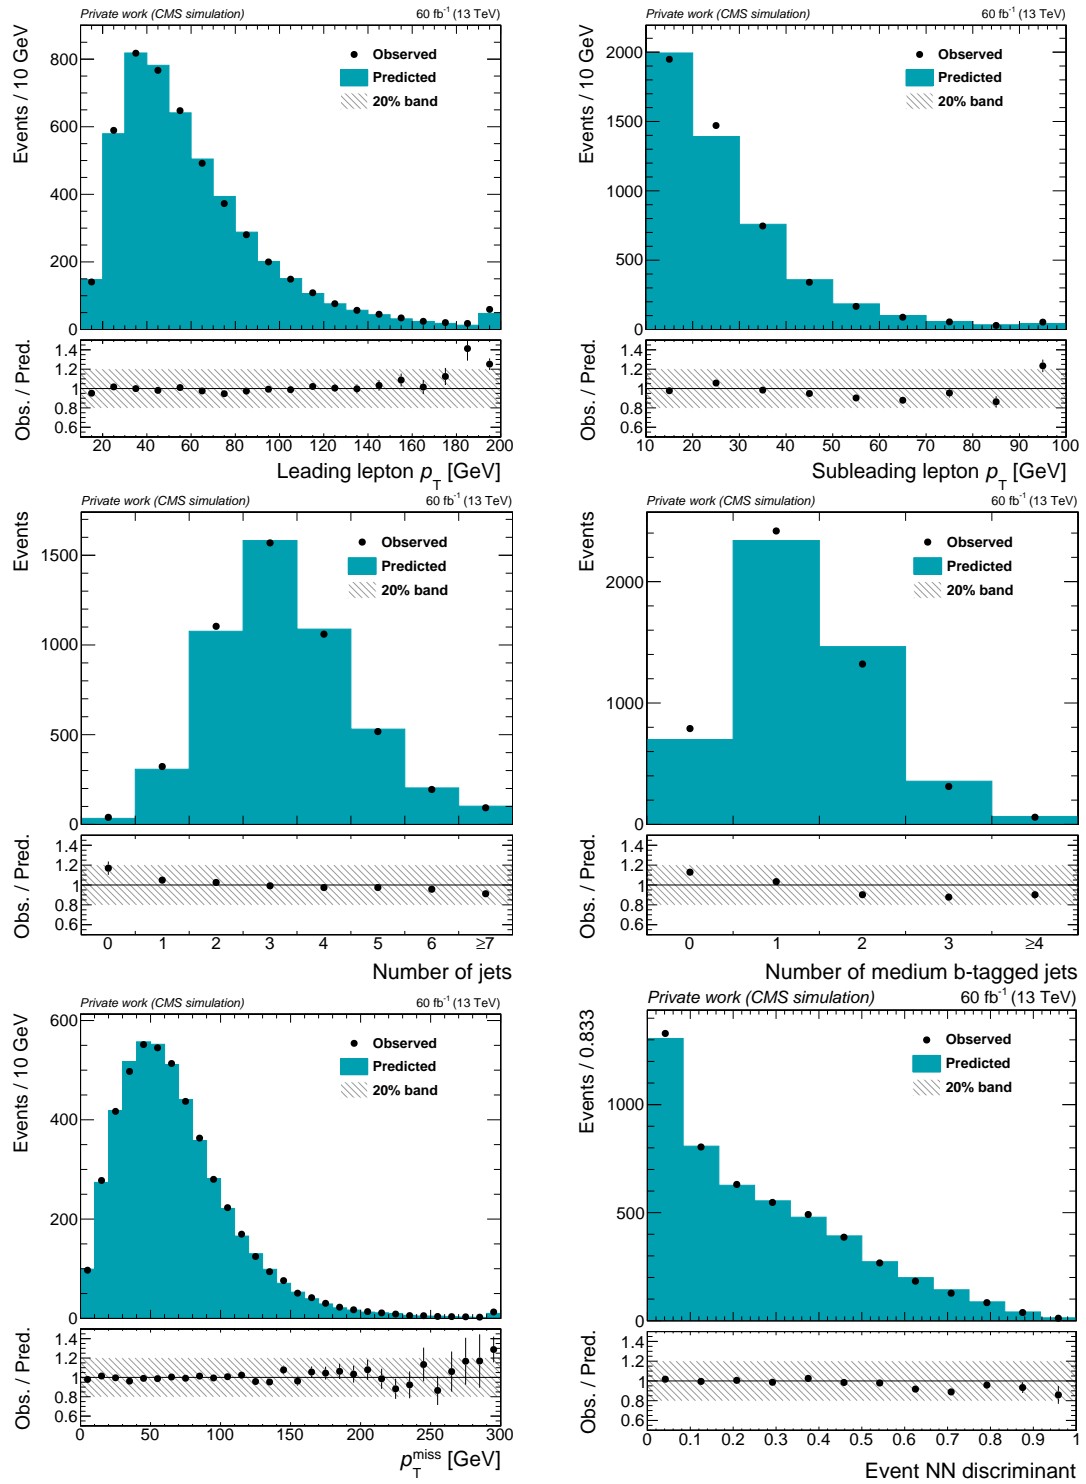 Private work (CMS simulation) 60 fb-1 (13 TeV)
Events / 10 GeV
800
600
400
200
0
Observed
Predicted
20% band
Obs. / Pred.
1.4
1.2
1
0.8
0.6
20 40 60 80 100 120 140 160 180 200
Leading lepton pT [GeV]
Private work (CMS simulation) 60 fb-1 (13 TeV)
Events / 10 GeV
2000
1500
1000
500
0
Observed
Predicted
20% band
Obs. / Pred.
1.4
1.2
1
0.8
0.6
10 20 30 40 50 60 70 80 90 100
Subleading lepton pT [GeV]
Private work (CMS simulation) 60 fb-1 (13 TeV)
Events
1500
1000
500
0
Observed
Predicted
20% band
Obs. / Pred.
1.4
1.2
1
0.8
0.6
0 1 2 3 4 5 6 ≥7
Number of jets
Private work (CMS simulation) 60 fb-1 (13 TeV)
Events
2000
1000
0
Observed
Predicted
20% band
Obs. / Pred.
1.4
1.2
1
0.8
0.6
0 1 2 3 ≥4
Number of medium b-tagged jets
Private work (CMS simulation) 60 fb-1 (13 TeV)
Events / 10 GeV
600
400
200
0
Observed
Predicted
20% band
Obs. / Pred.
1.4
1.2
1
0.8
0.6
0 50 100 150 200 250 300
pTmiss [GeV]
Private work (CMS simulation) 60 fb-1 (13 TeV)
Events / 0.833
1000
500
0
Observed
Predicted
20% band
Obs. / Pred.
1.4
1.2
1
0.8
0.6
0 0.1 0.2 0.3 0.4 0.5 0.6 0.7 0.8 0.9 1
Event NN discriminant